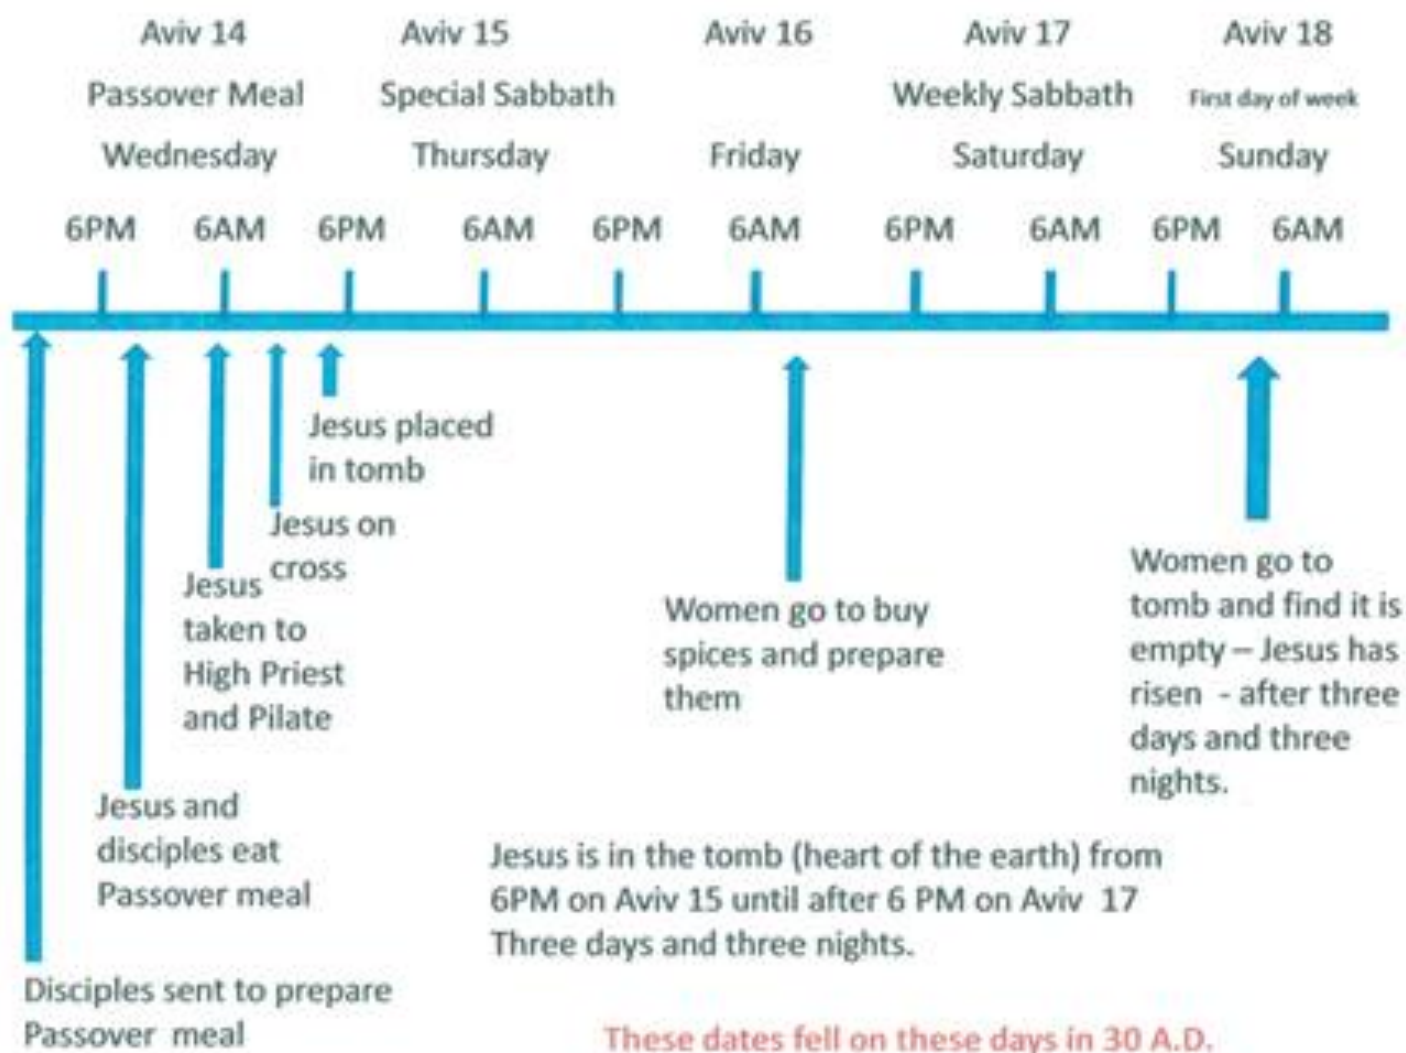 Aviv 14 Aviv 15 Aviv 16 Aviv 17 Aviv 18
Passover Meal Special Sabbath Weekly Sabbath First day of week
Wednesday Thursday Friday Saturday Sunday
6PM 6AM 6PM 6AM 6PM 6AM 6PM 6AM 6PM 6AM
Jesus placed
in tomb
Jesus on
cross
Jesus
taken to
High Priest
and Pilate
Jesus and
disciples eat
Passover meal
Disciples sent to prepare
Passover meal
Women go to buy
spices and prepare
them
Women go to
tomb and find it is
empty – Jesus has
risen - after three
days and three
nights.
Jesus is in the tomb (heart of the earth) from
6PM on Aviv 15 until after 6 PM on Aviv 17
Three days and three nights.
These dates fell on these days in 30 A.D.